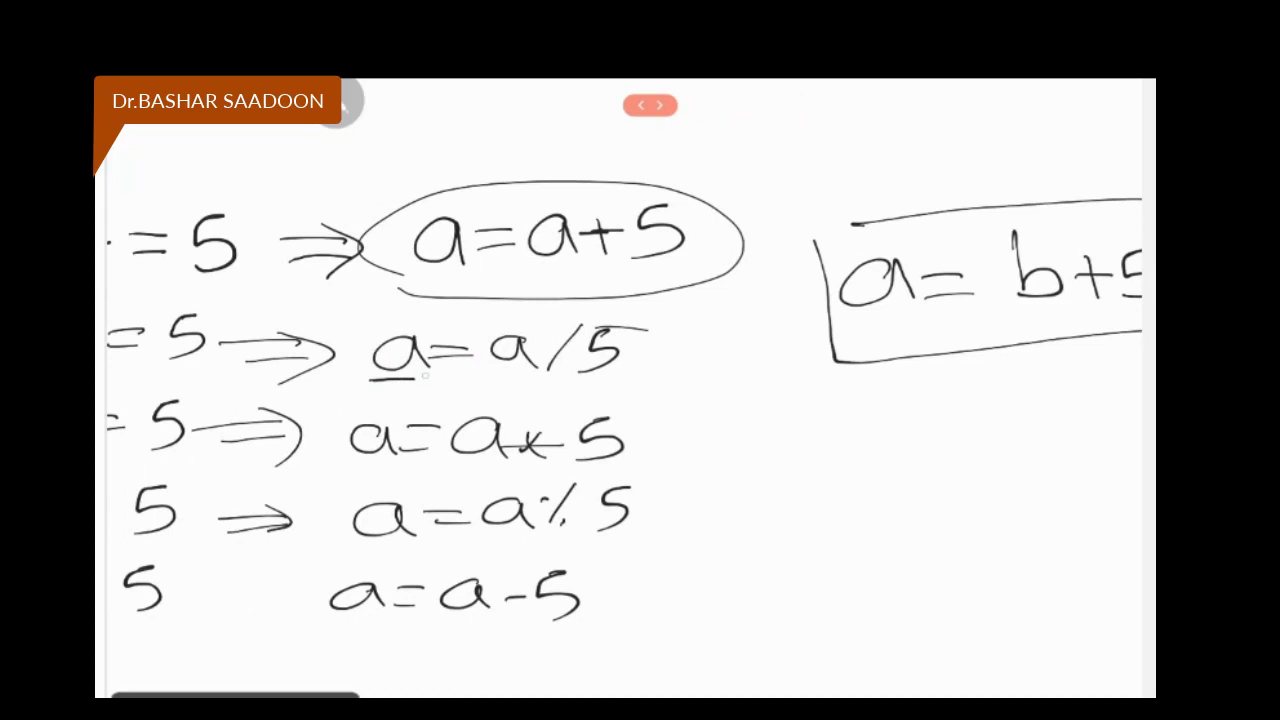 Dr.BASHAR SAADOON
= 5 ⇒ a = a + 5
= 5 ⇒ a = a / 5
= 5 ⇒ a = a * 5
5 ⇒ a = a % 5
5 a = a - 5
a = b + 5